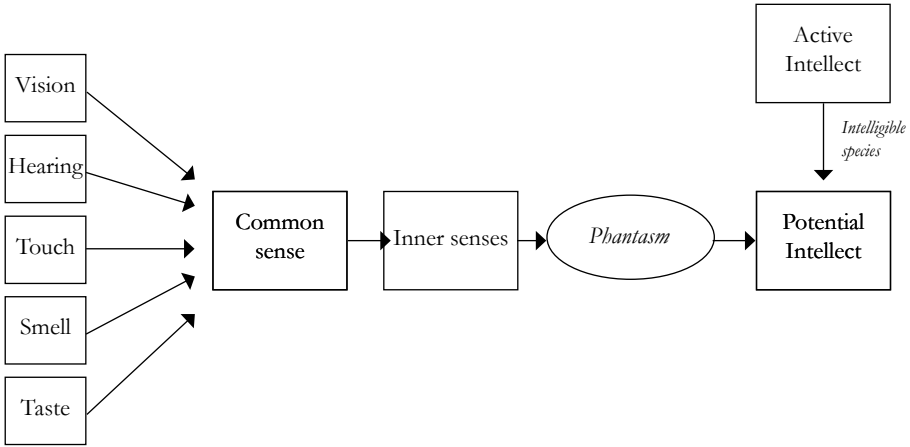 Vision
Hearing
Touch
Smell
Taste
Common
sense
Inner senses
Phantasm
Active
Intellect
Intelligible
species
Potential
Intellect